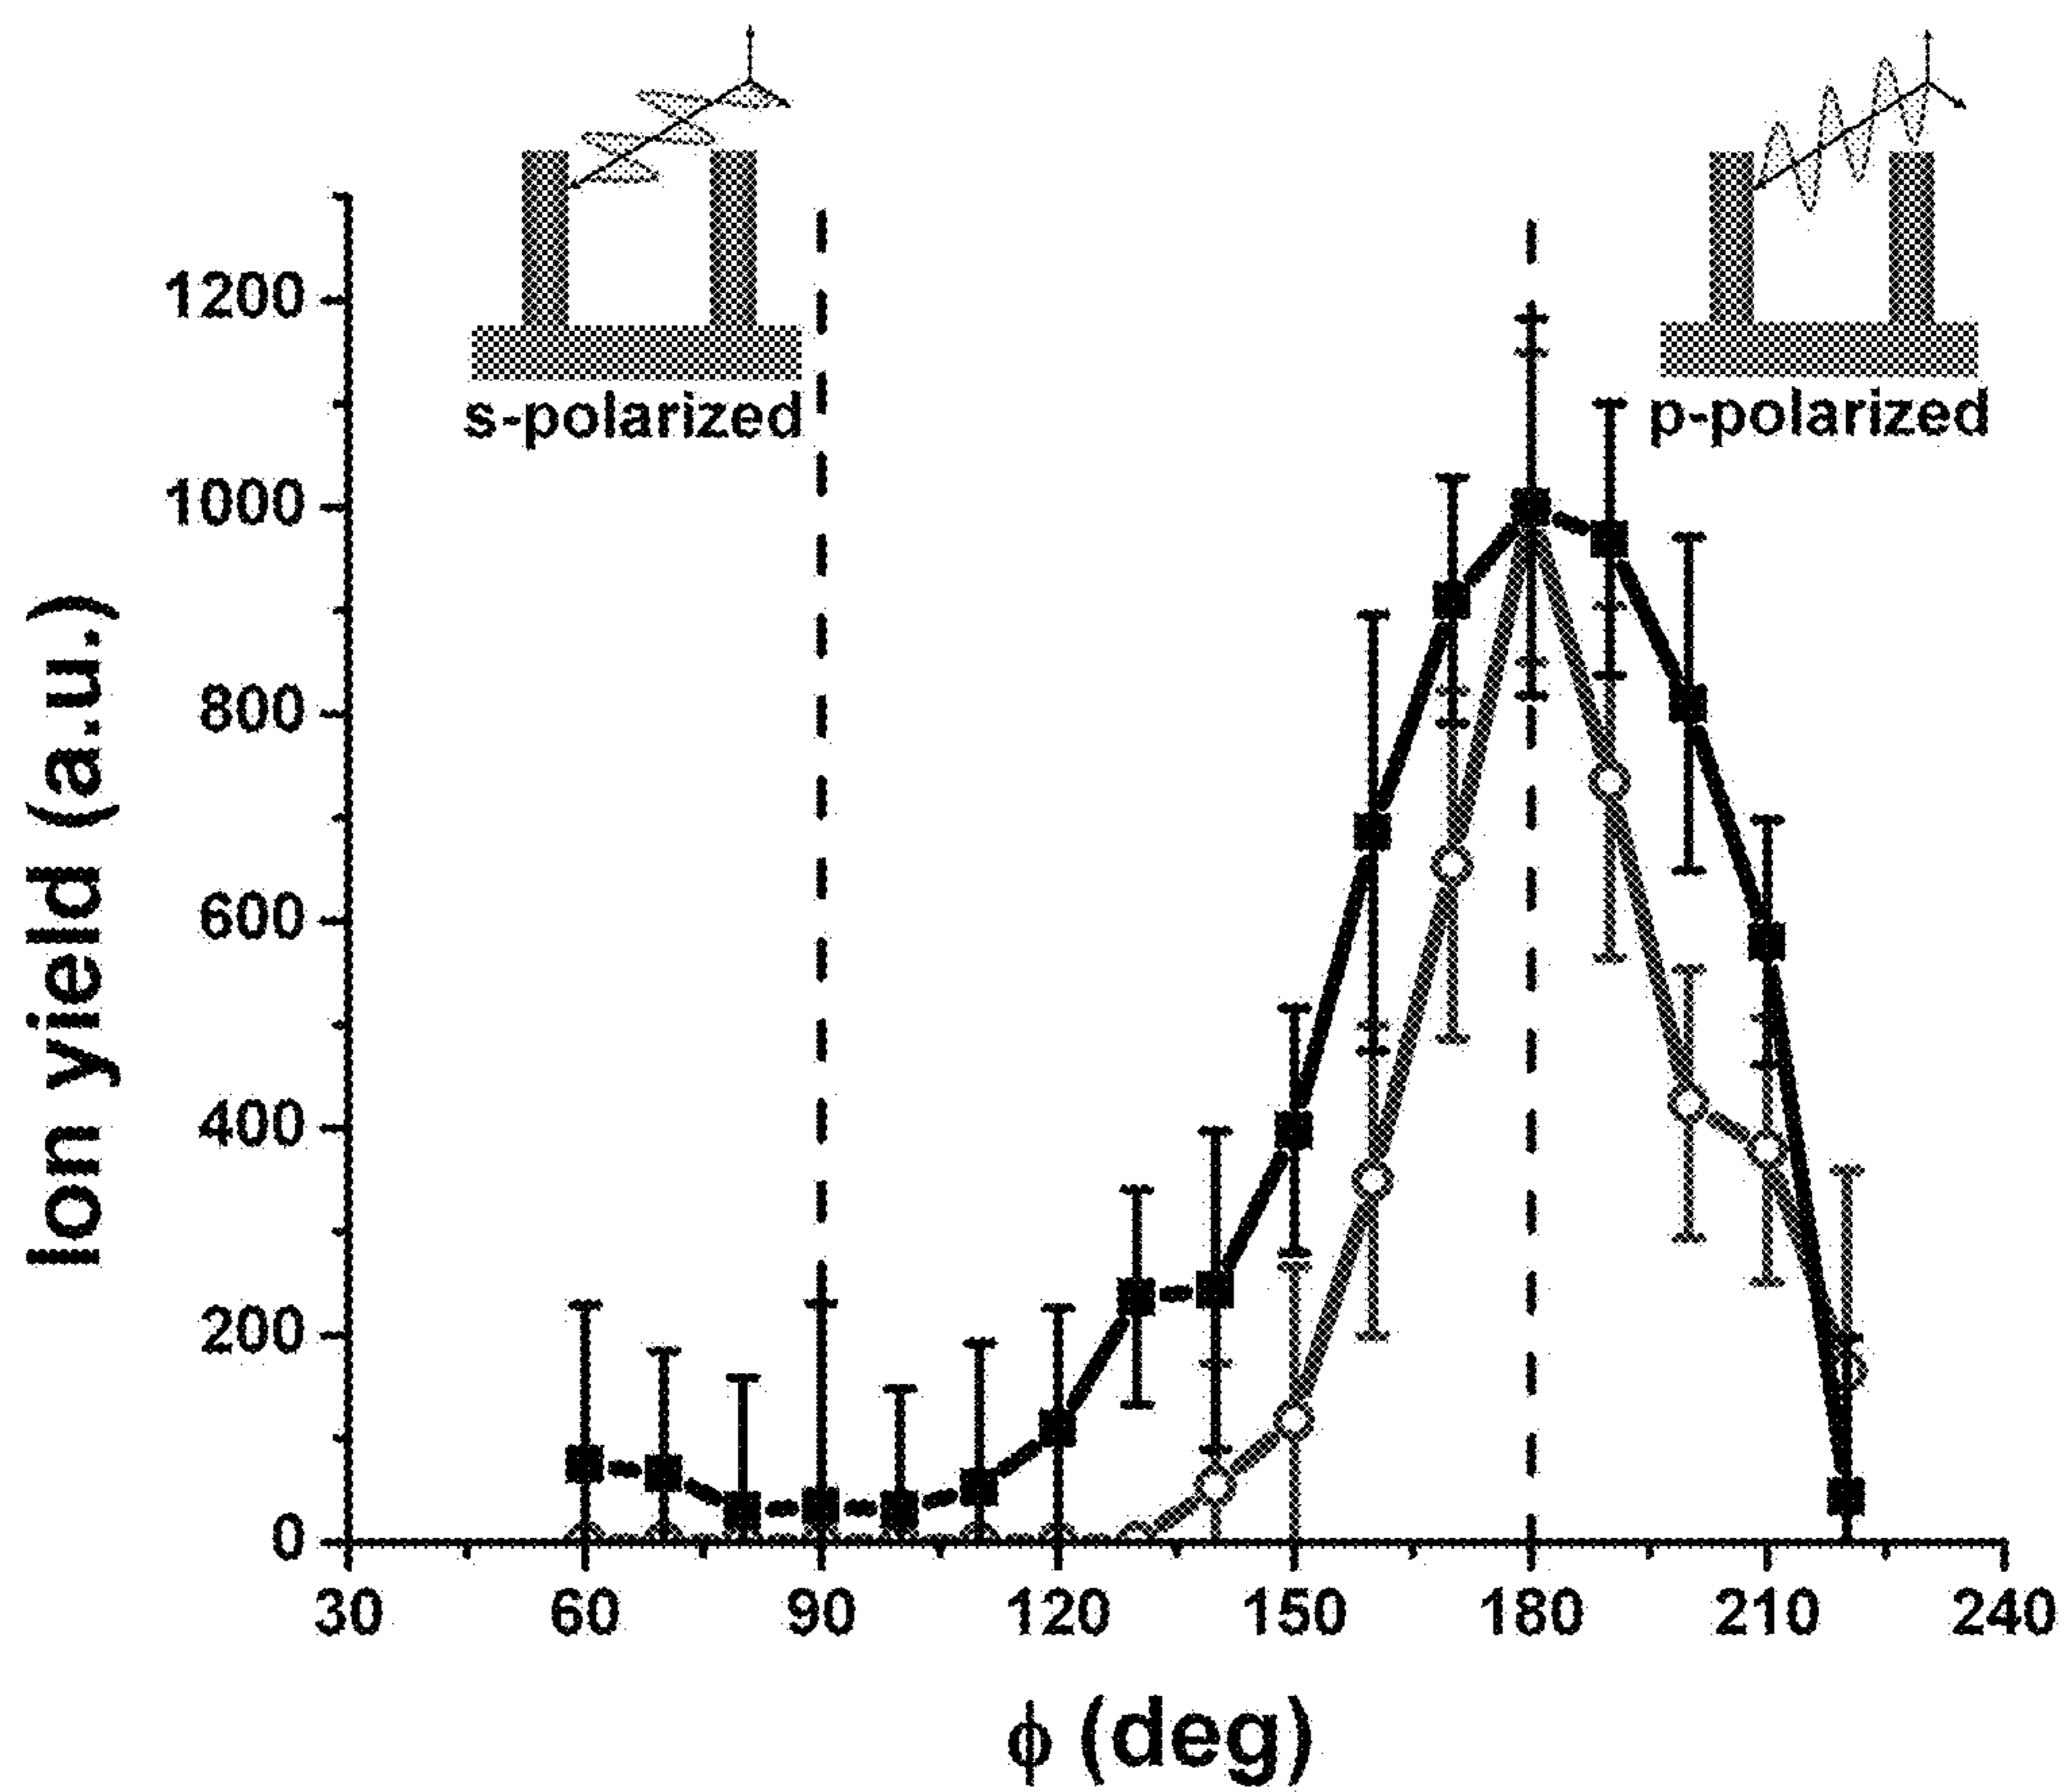 s-polarized
p-polarized
1200
1000
800
600
400
200
0
Ion yield (a.u.)
30 60 90 120 150 180 210 240
ϕ (deg)